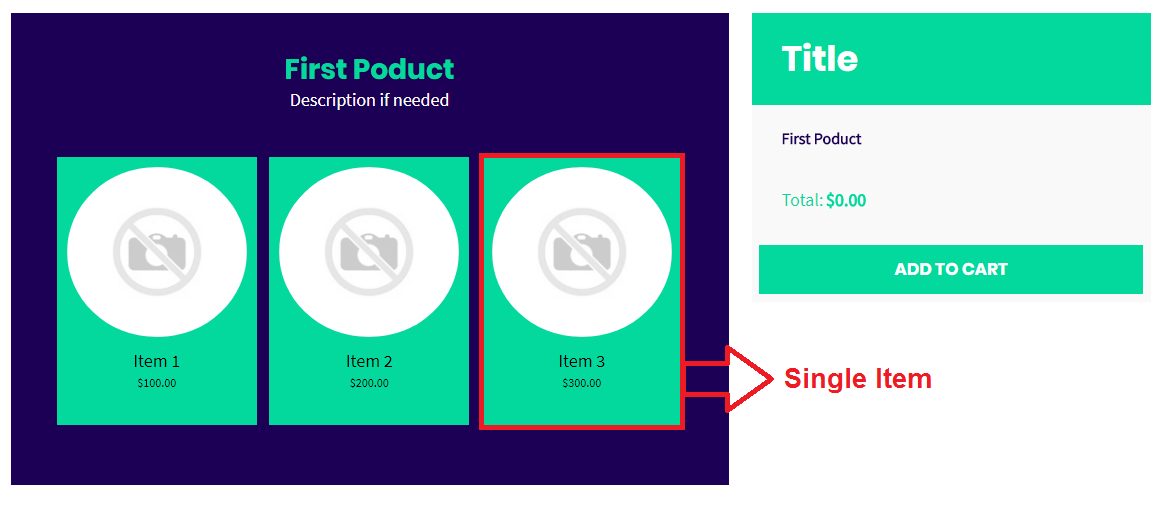 First Poduct
Description if needed
Item 1
$100.00
Item 2
$200.00
Item 3
$300.00
Title
First Poduct
Total: $0.00
ADD TO CART
Single Item